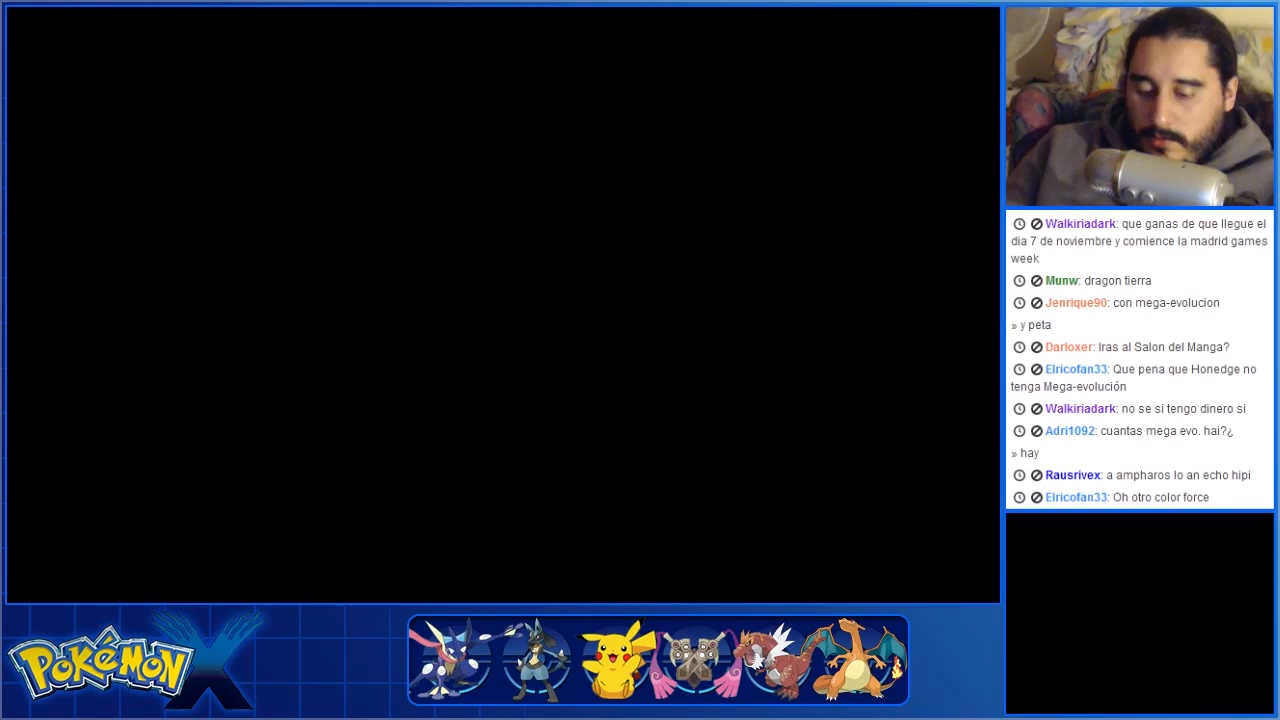 Walkiriadark: que ganas de que llegue el
dia 7 de noviembre y comience la madrid games
week
Munw: dragon tierra
Jenrique90: con mega-evolucion
» y peta
Darloxer: Iras al Salon del Manga?
Elricofan33: Que pena que Honedge no
tenga Mega-evolución
Walkiriadark: no se si tengo dinero si
Adri1092: cuantas mega evo. hai?¿
» hay
Rausrivex: a ampharos lo an echo hipi
Elricofan33: Oh otro color force
POKéMON X